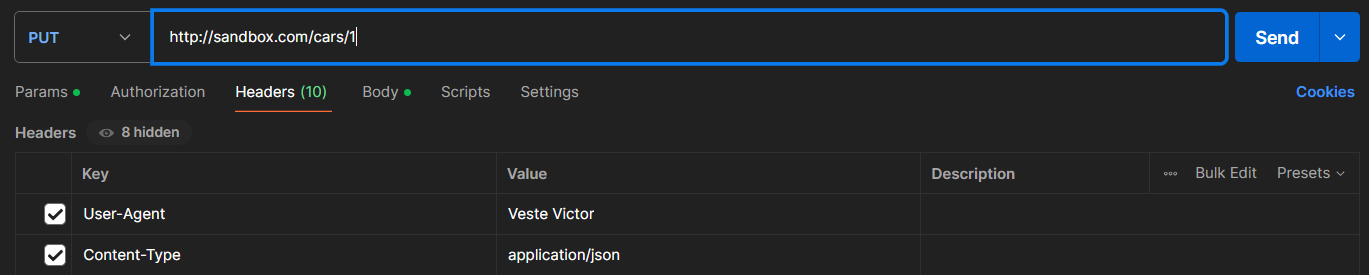 PUT http://sandbox.com/cars/1 Send
Params Authorization Headers (10) Body Scripts Settings Cookies
Headers 8 hidden
Key Value Description Bulk Edit Presets
User-Agent Veste Victor
Content-Type application/json